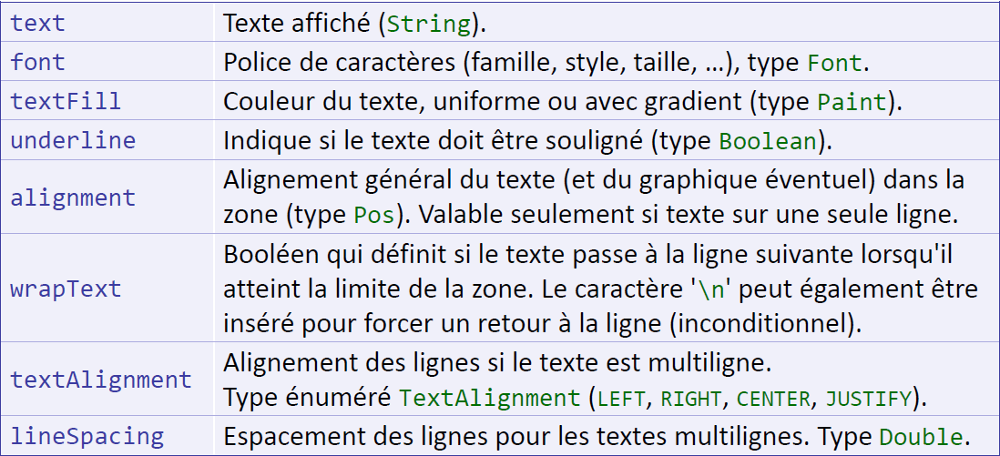 text Texte affiché (String).
font Police de caractères (famille, style, taille, …), type Font.
textFill Couleur du texte, uniforme ou avec gradient (type Paint).
underline Indique si le texte doit être souligné (type Boolean).
alignment Alignement général du texte (et du graphique éventuel) dans la
zone (type Pos). Valable seulement si texte sur une seule ligne.
wrapText Booléen qui définit si le texte passe à la ligne suivante lorsqu'il
atteint la limite de la zone. Le caractère '\n' peut également être
inséré pour forcer un retour à la ligne (inconditionnel).
textAlignment Alignement des lignes si le texte est multiligne.
Type énuméré TextAlignment (LEFT, RIGHT, CENTER, JUSTIFY).
lineSpacing Espacement des lignes pour les textes multilignes. Type Double.